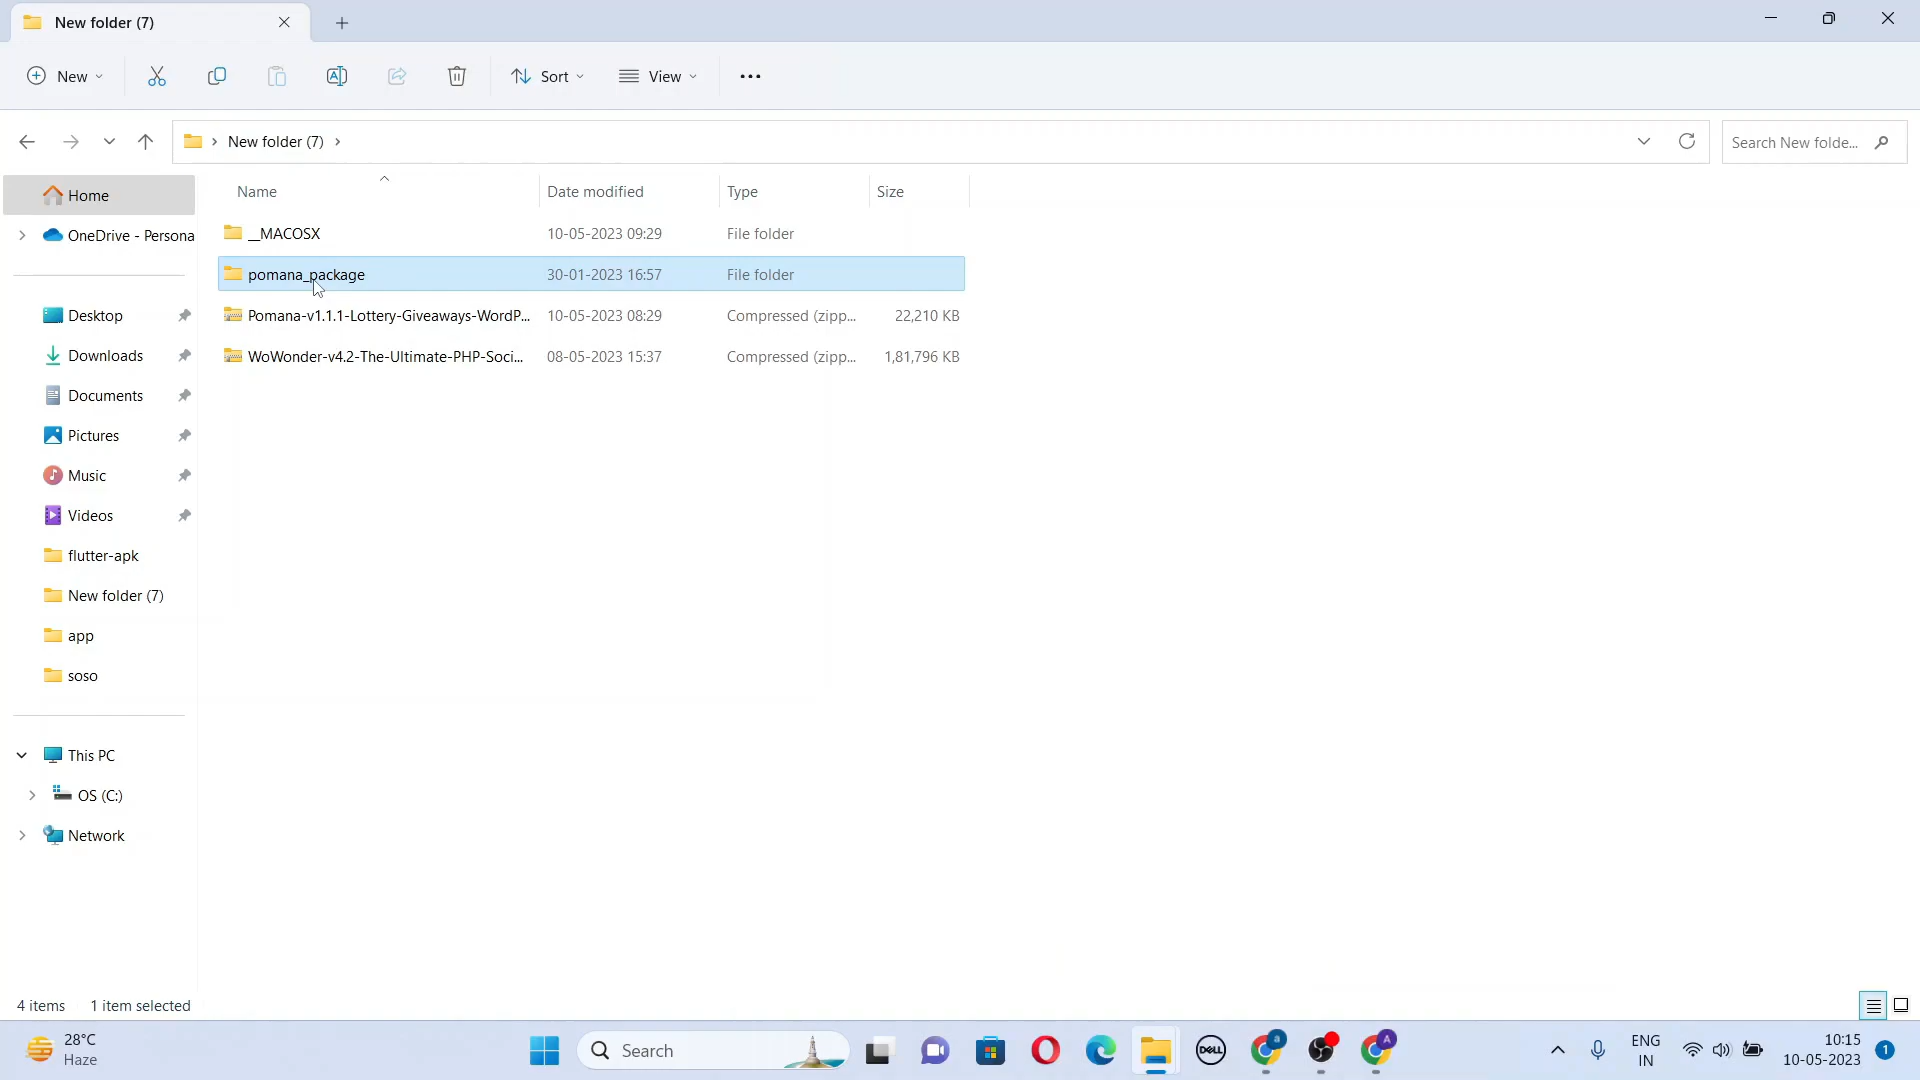 New folder (7)
New
Sort
View
New folder (7)
Search New folde...
Name
Date modified
Type
Size
Home
OneDrive - Persona
Desktop
Downloads
Documents
Pictures
Music
Videos
flutter-apk
New folder (7)
app
soso
This PC
OS (C:)
Network
__MACOSX 10-05-2023 09:29 File folder
pomana_package 30-01-2023 16:57 File folder
Pomana-v1.1.1-Lottery-Giveaways-WordP... 10-05-2023 08:29 Compressed (zipp... 22,210 KB
WoWonder-v4.2-The-Ultimate-PHP-Soci... 08-05-2023 15:37 Compressed (zipp... 1,81,796 KB
4 items 1 item selected
28°C
Haze
Search
DELL
a
A
ENG
IN
10:15
10-05-2023
1